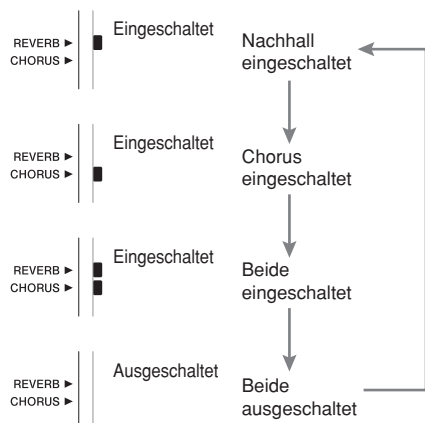 Eingeschaltet
REVERB ►
CHORUS ►
Nachhall
eingeschaltet
Eingeschaltet
REVERB ►
CHORUS ►
Chorus
eingeschaltet
Eingeschaltet
REVERB ►
CHORUS ►
Beide
eingeschaltet
Ausgeschaltet
REVERB ►
CHORUS ►
Beide
ausgeschaltet